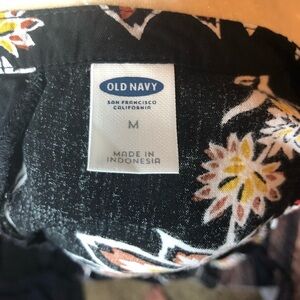 OLD NAVY
SAN FRANCISCO
CALIFORNIA
M
MADE IN
INDONESIA